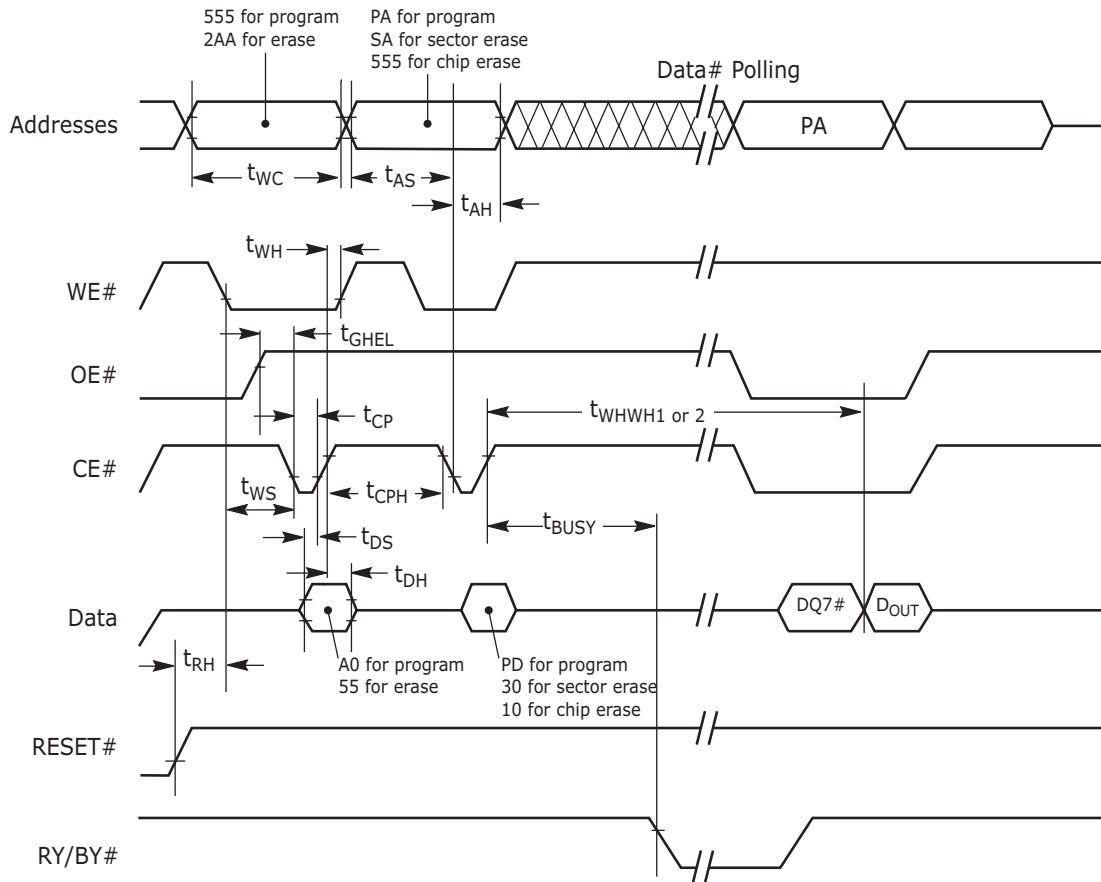 555 for program
2AA for erase
PA for program
SA for sector erase
555 for chip erase
Data# Polling
Addresses
PA
tWC
tAS
tAH
tWH
WE#
tGHEL
OE#
tCP
tWHWH1 or 2
CE#
tWS
tCPH
tBUSY
tDS
tDH
Data
DQ7#
DOUT
tRH
A0 for program
55 for erase
PD for program
30 for sector erase
10 for chip erase
RESET#
RY/BY#